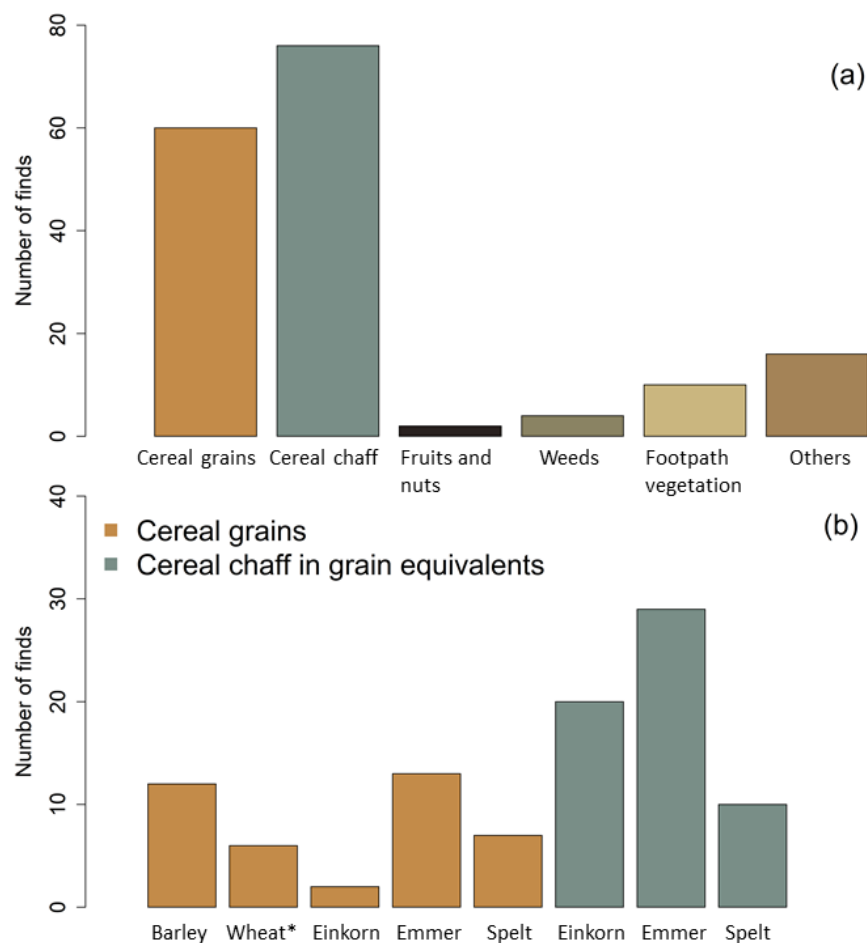 80
60
40
20
0
Number of finds
(a)
Cereal grains Cereal chaff Fruits and nuts Weeds Footpath vegetation Others
40
30
20
10
0
Number of finds
(b)
Cereal grains
Cereal chaff in grain equivalents
Barley Wheat* Einkorn Emmer Spelt Einkorn Emmer Spelt